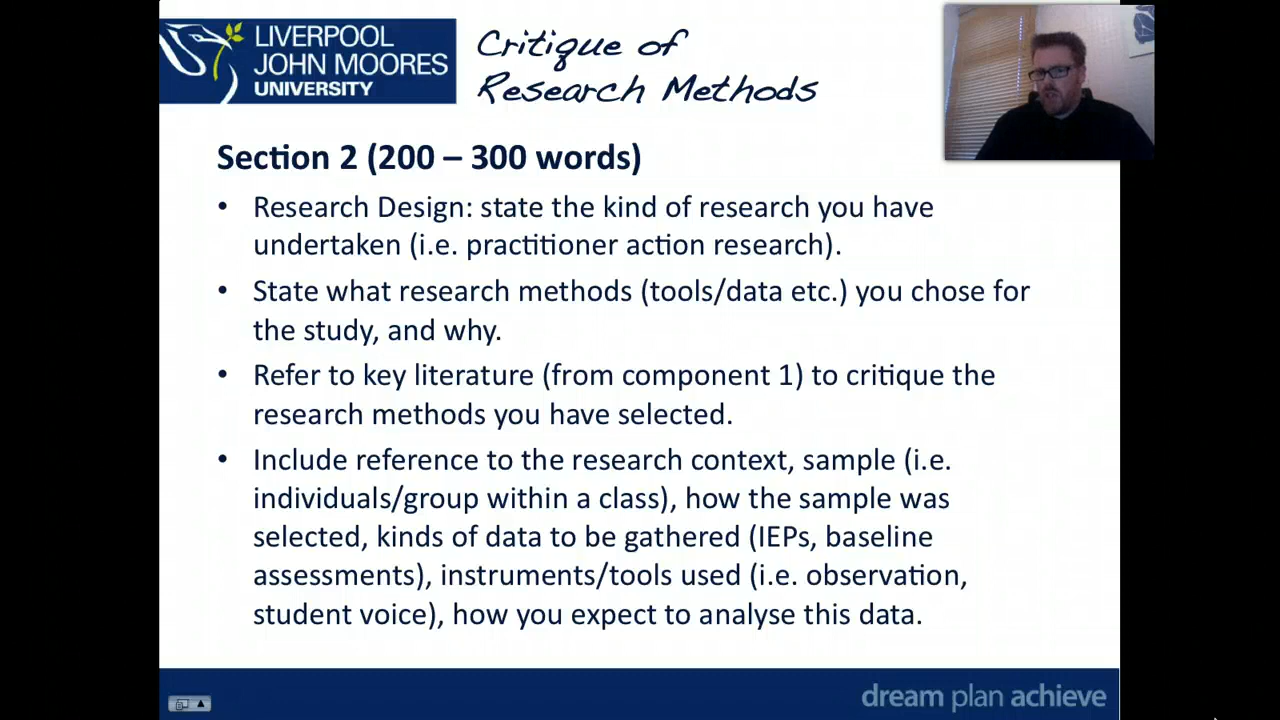 LIVERPOOL
JOHN MOORES
UNIVERSITY
Critique of
Research Methods
Section 2 (200 – 300 words)
• Research Design: state the kind of research you have
undertaken (i.e. practitioner action research).
• State what research methods (tools/data etc.) you chose for
the study, and why.
• Refer to key literature (from component 1) to critique the
research methods you have selected.
• Include reference to the research context, sample (i.e.
individuals/group within a class), how the sample was
selected, kinds of data to be gathered (IEPs, baseline
assessments), instruments/tools used (i.e. observation,
student voice), how you expect to analyse this data.
dream plan achieve